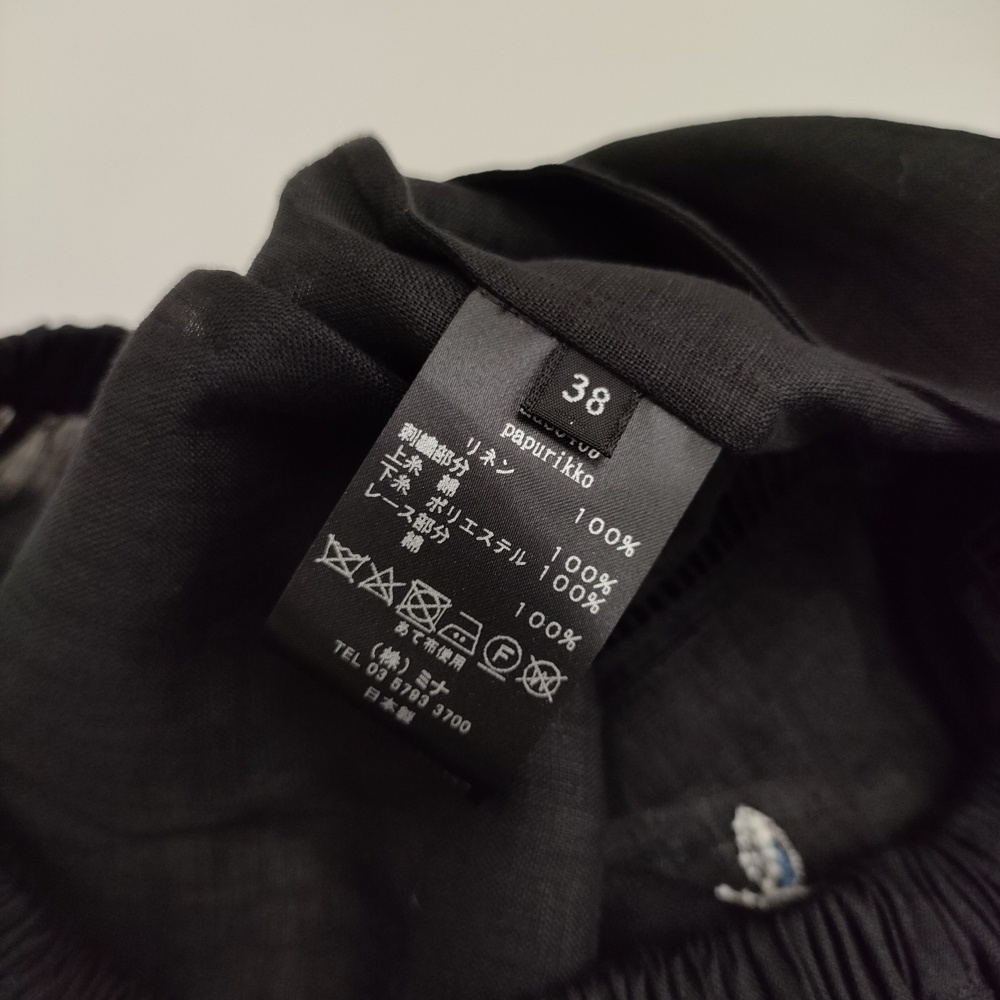 38
papurikko
リネン 100%
刺繍部分
上糸 綿 100%
下糸 ポリエステル 100%
レース部分
綿 100%
あて布使用
F
W
(株)ミナ
TEL 03 5793 3700
日本製